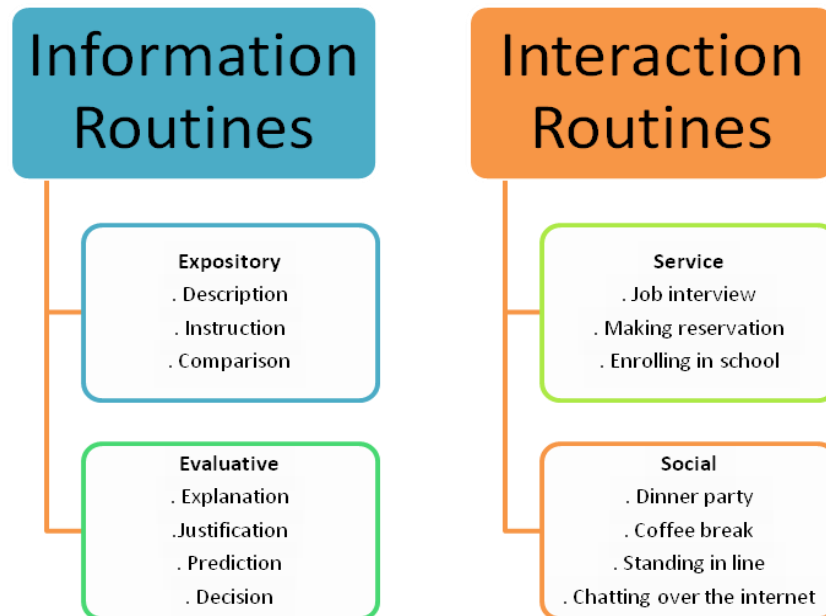 Information
Routines
Expository
. Description
. Instruction
. Comparison
Evaluative
. Explanation
.Justification
. Prediction
. Decision
Interaction
Routines
Service
. Job interview
. Making reservation
. Enrolling in school
Social
. Dinner party
. Coffee break
. Standing in line
. Chatting over the internet